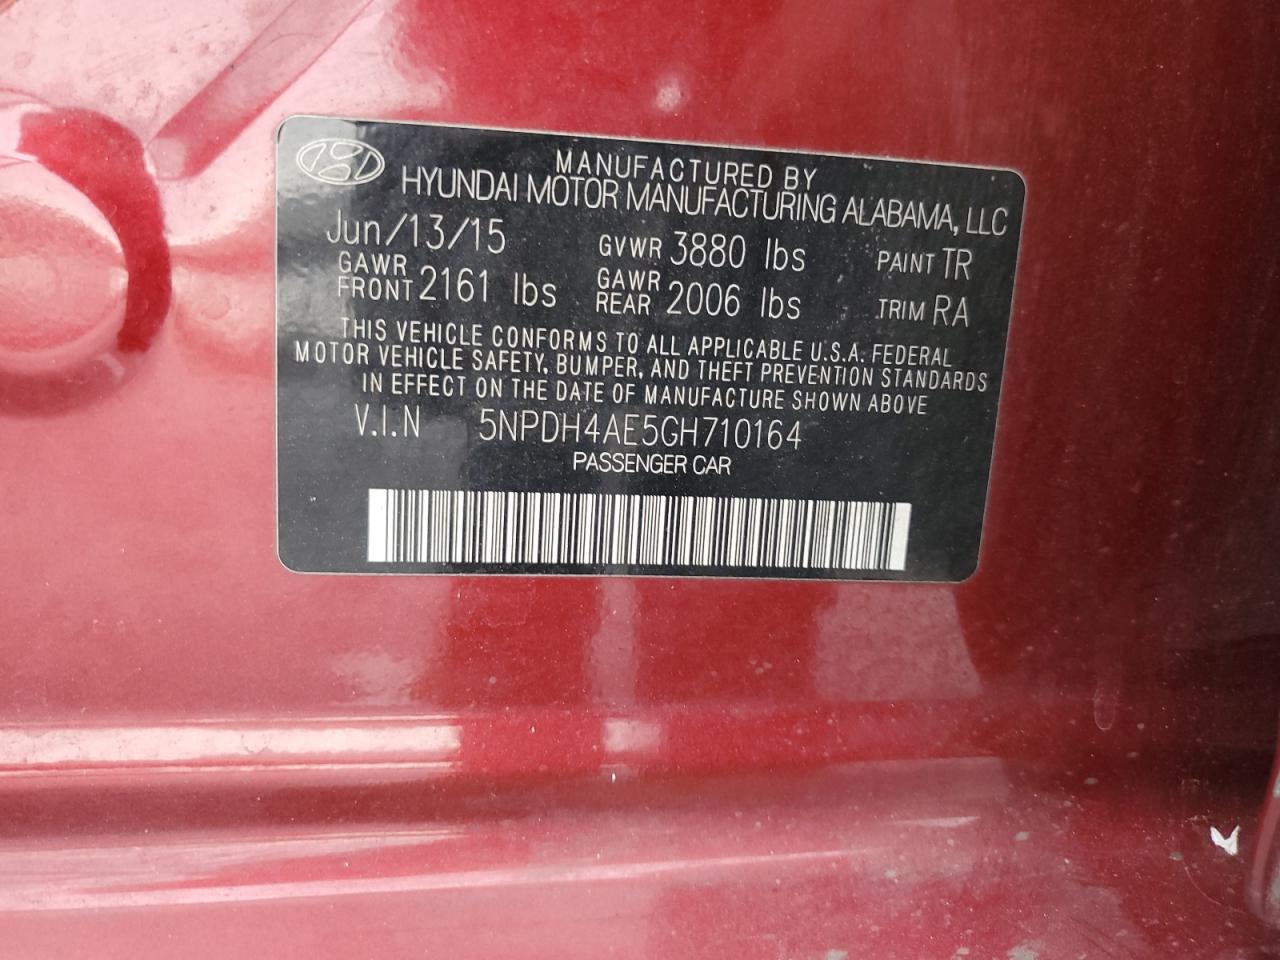 MANUFACTURED BY
HYUNDAI MOTOR MANUFACTURING ALABAMA, LLC
Jun/13/15 GVWR 3880 lbs PAINT TR
GAWR FRONT 2161 lbs GAWR REAR 2006 lbs TRIM RA
THIS VEHICLE CONFORMS TO ALL APPLICABLE U.S.A. FEDERAL
MOTOR VEHICLE SAFETY, BUMPER, AND THEFT PREVENTION STANDARDS
IN EFFECT ON THE DATE OF MANUFACTURE SHOWN ABOVE
V.I.N 5NPDH4AE5GH710164
PASSENGER CAR